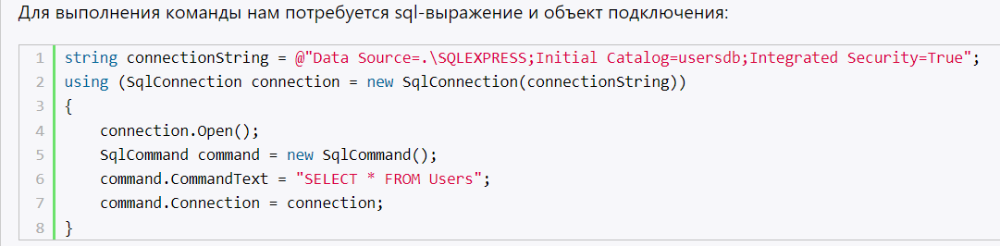 Для выполнения команды нам потребуется sql-выражение и объект подключения:
1 string connectionString = @"Data Source=.\SQLEXPRESS;Initial Catalog=usersdb;Integrated Security=True";
2 using (SqlConnection connection = new SqlConnection(connectionString))
3 {
4     connection.Open();
5     SqlCommand command = new SqlCommand();
6     command.CommandText = "SELECT * FROM Users";
7     command.Connection = connection;
8 }